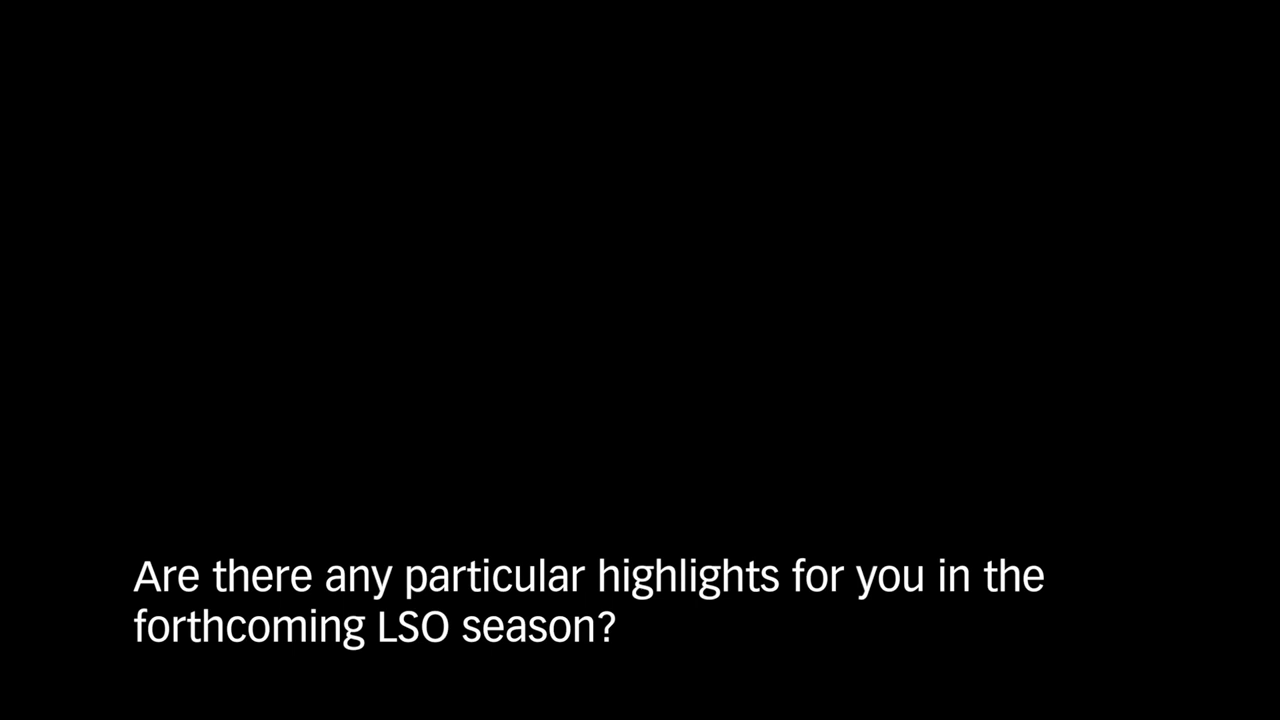 Are there any particular highlights for you in the
forthcoming LSO season?